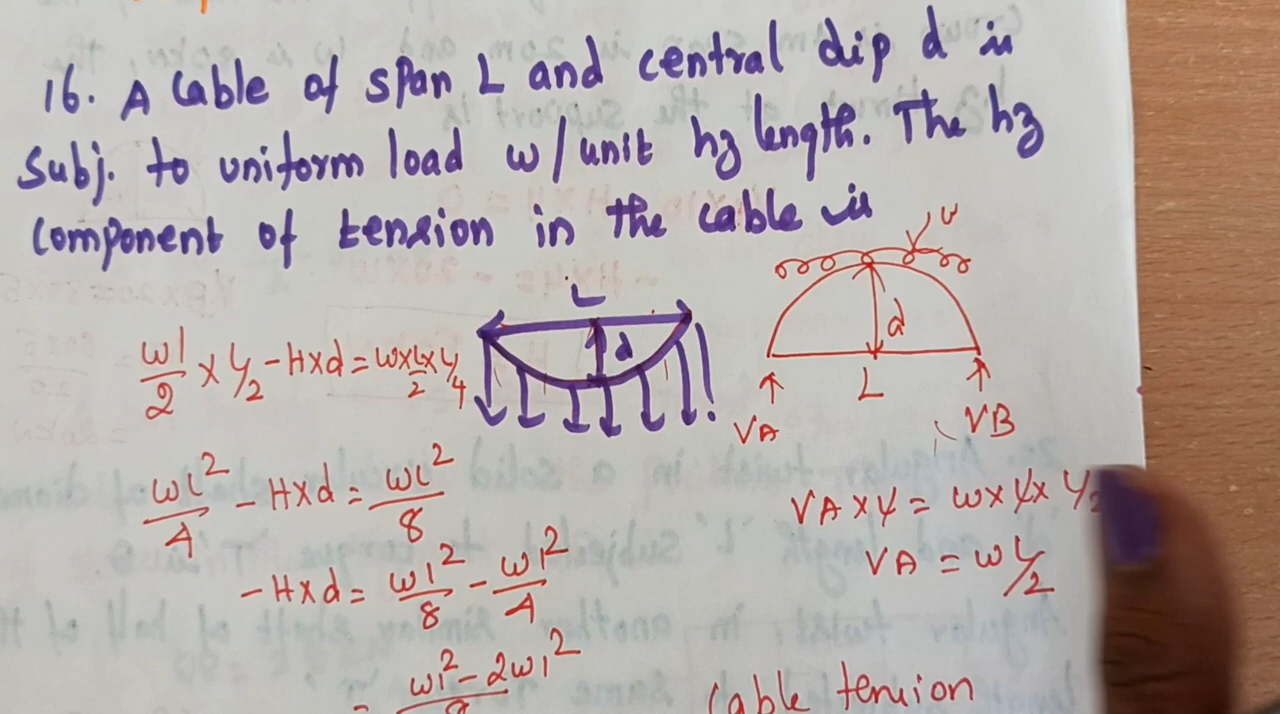 16. A Cable of span L and central dip d is
subj. to uniform load w/unit hz length. The hz
component of tension in the cable is
L
d
w
d
L
VA
VB
wl/2 × L/2 - H×d = w×L/2×L/4
wL²/4 - H×d = wL²/8
-H×d = wl²/8 - wl²/4
= wl²-2wl²
VA×L = w×L×L/2
VA = wL/2
Cable tension